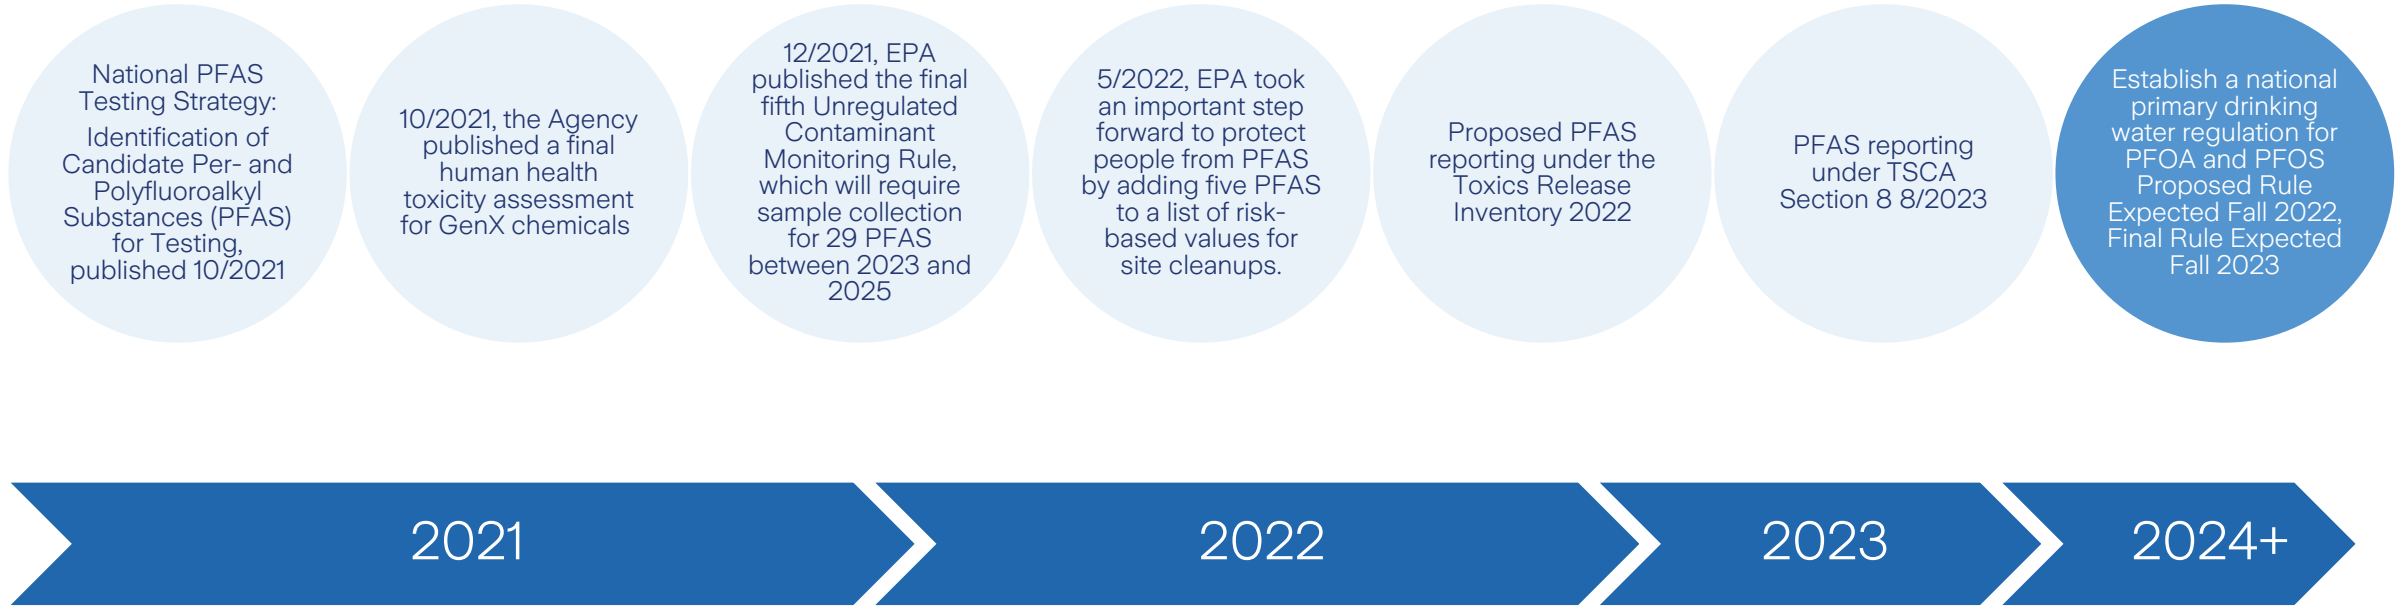 National PFAS
Testing Strategy:
Identification of
Candidate Per- and
Polyfluoroalkyl
Substances (PFAS)
for Testing,
published 10/2021
10/2021, the Agency
published a final
human health
toxicity assessment
for GenX chemicals
12/2021, EPA
published the final
fifth Unregulated
Contaminant
Monitoring Rule,
which will require
sample collection
for 29 PFAS
between 2023 and
2025
5/2022, EPA took
an important step
forward to protect
people from PFAS
by adding five PFAS
to a list of risk-
based values for
site cleanups.
Proposed PFAS
reporting under the
Toxics Release
Inventory 2022
PFAS reporting
under TSCA
Section 8 8/2023
Establish a national
primary drinking
water regulation for
PFOA and PFOS
Proposed Rule
Expected Fall 2022,
Final Rule Expected
Fall 2023
2021
2022
2023
2024+